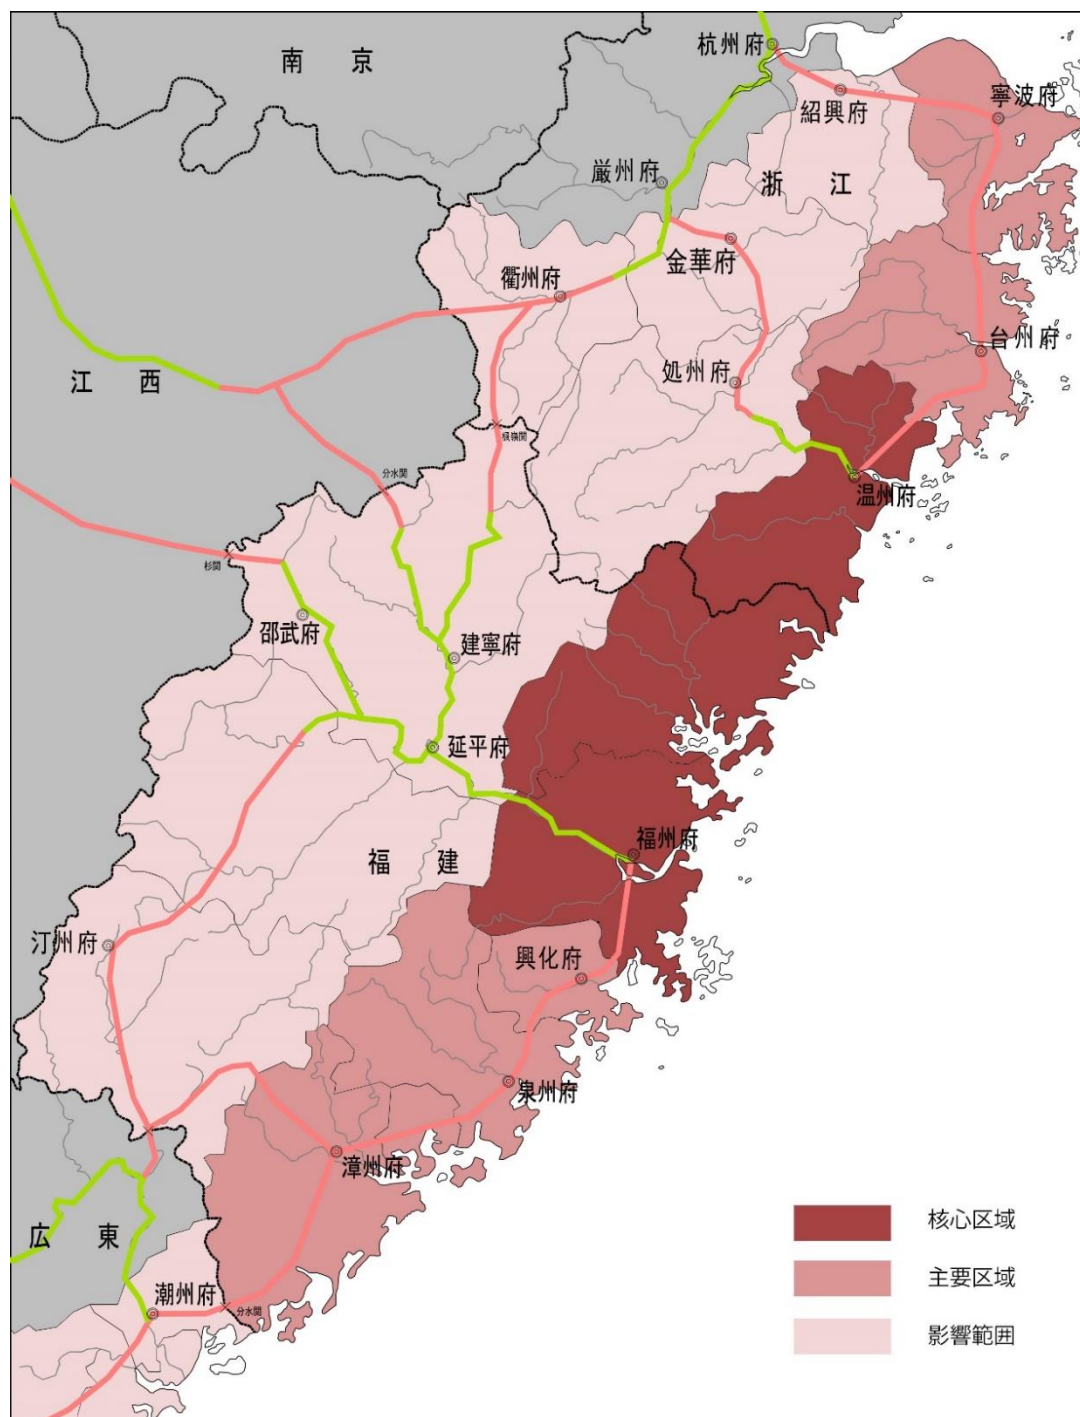 杭州府
南京
紹興府
寧波府
厳州府
浙江
金華府
衢州府
台州府
江西
処州府
分水関
温州府
杉関
邵武府
建寧府
延平府
福州府
福建
汀州府
興化府
泉州府
漳州府
広東
潮州府
分水関
核心区域
主要区域
影響範囲